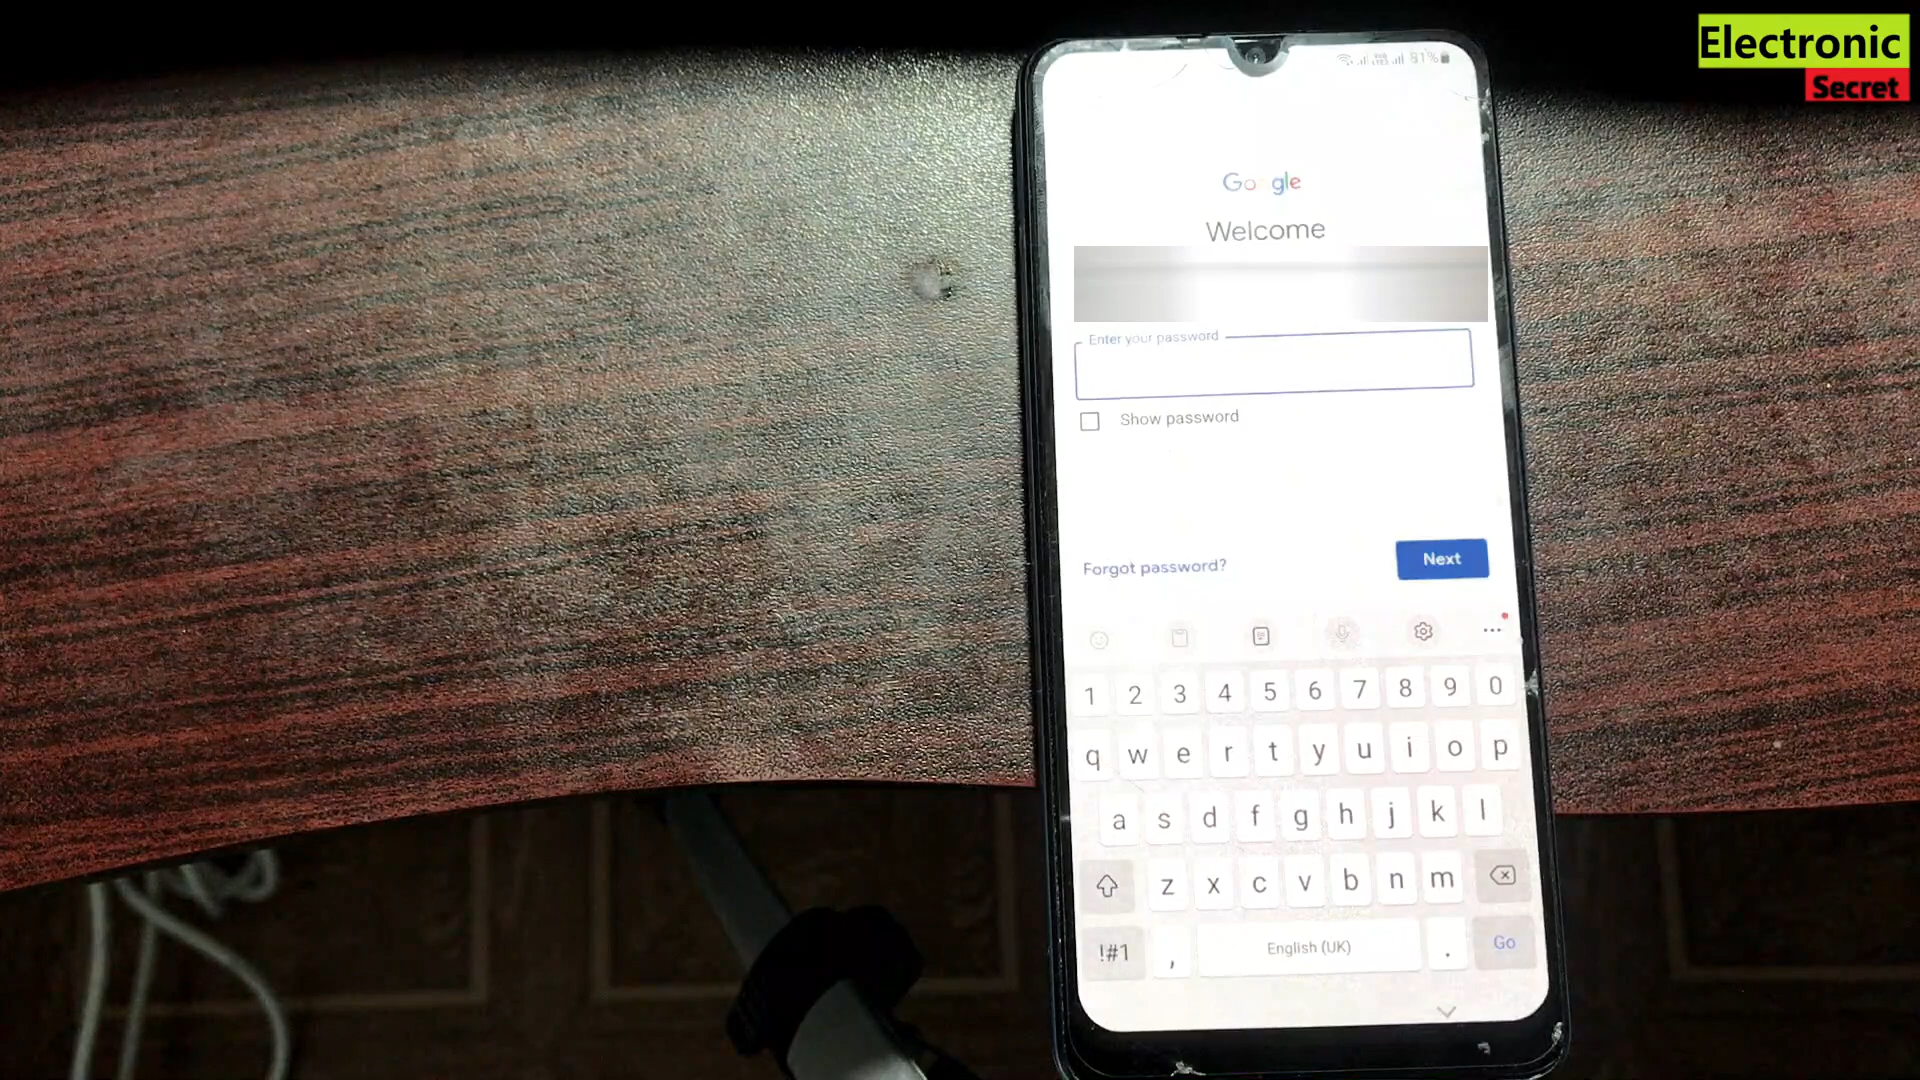 Electronic
Secret
81%
Google
Welcome
Enter your password
Show password
Forgot password?
Next
1 2 3 4 5 6 7 8 9 0
q w e r t y u i o p
a s d f g h j k l
z x c v b n m
!#1 , English (UK) . Go